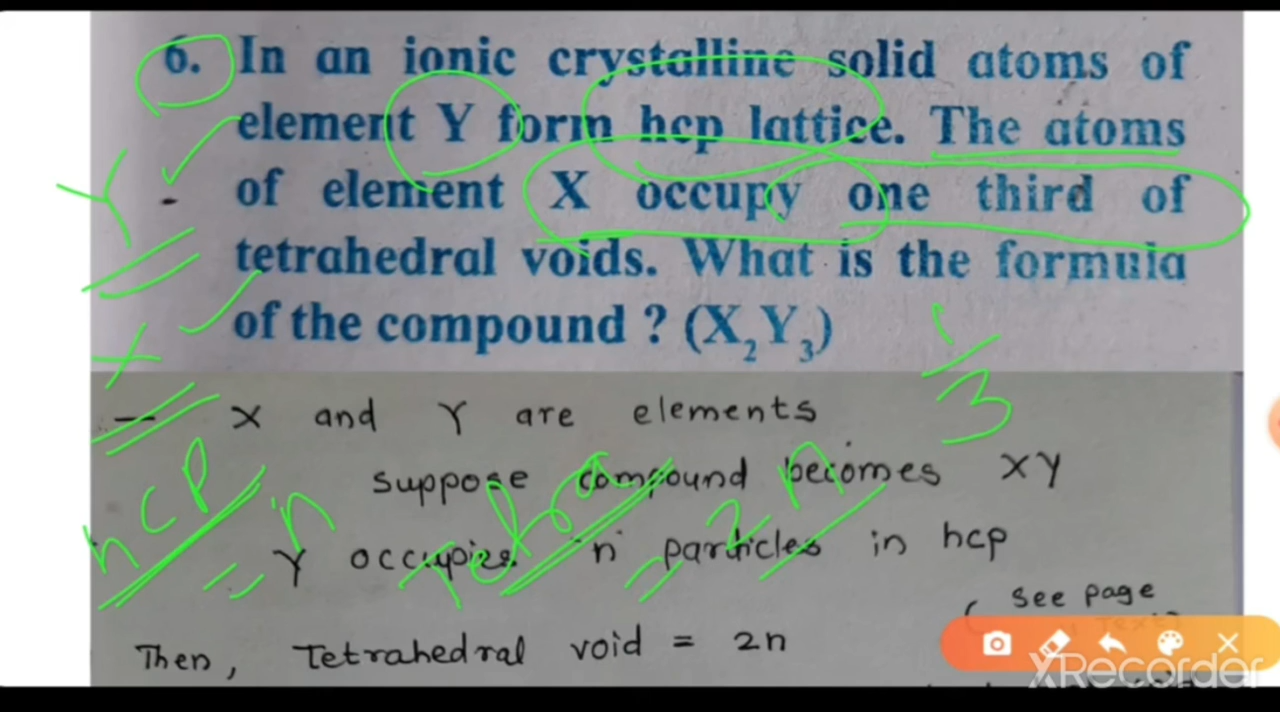 6. In an ionic crystalline solid atoms of
element Y form hcp lattice. The atoms
of element X occupy one third of
tetrahedral voids. What is the formula
of the compound ? (X₂Y₃)
Y
X
1/3
— X and Y are elements
suppose compound becomes XY
hcp = n Tetra = 2n
Y occupies 'n' particles in hcp
( see page
Then, Tetrahedral void = 2n
XRecorder